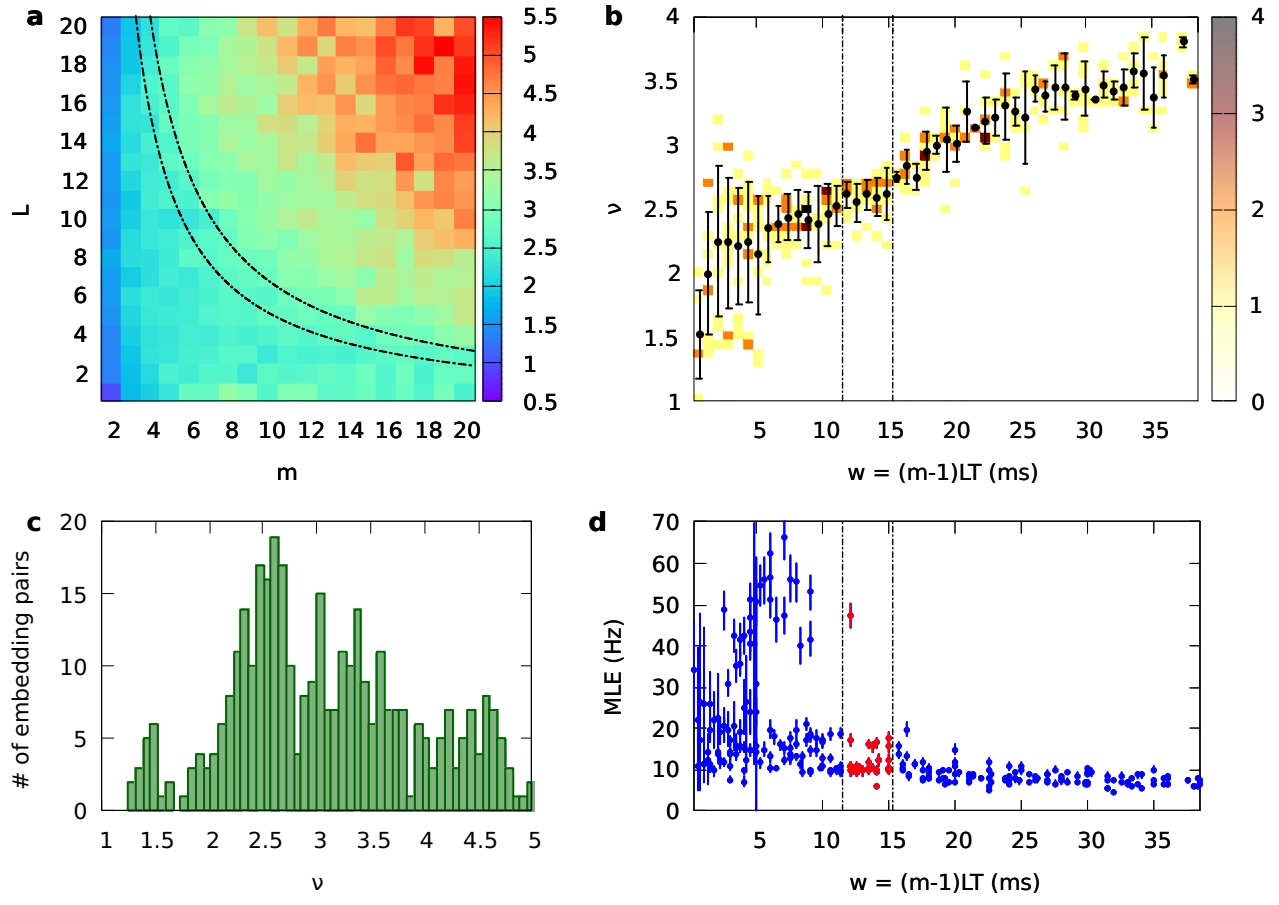 a
20
18
16
14
12
10
8
6
4
2
L
2 4 6 8 10 12 14 16 18 20
m
5.5
5
4.5
4
3.5
3
2.5
2
1.5
1
0.5
b
4
3.5
3
2.5
2
1.5
1
ν
5 10 15 20 25 30 35
w = (m-1)LT (ms)
4
3
2
1
0
c
20
15
10
5
0
# of embedding pairs
1 1.5 2 2.5 3 3.5 4 4.5 5
ν
d
70
60
50
40
30
20
10
0
MLE (Hz)
5 10 15 20 25 30 35
w = (m-1)LT (ms)